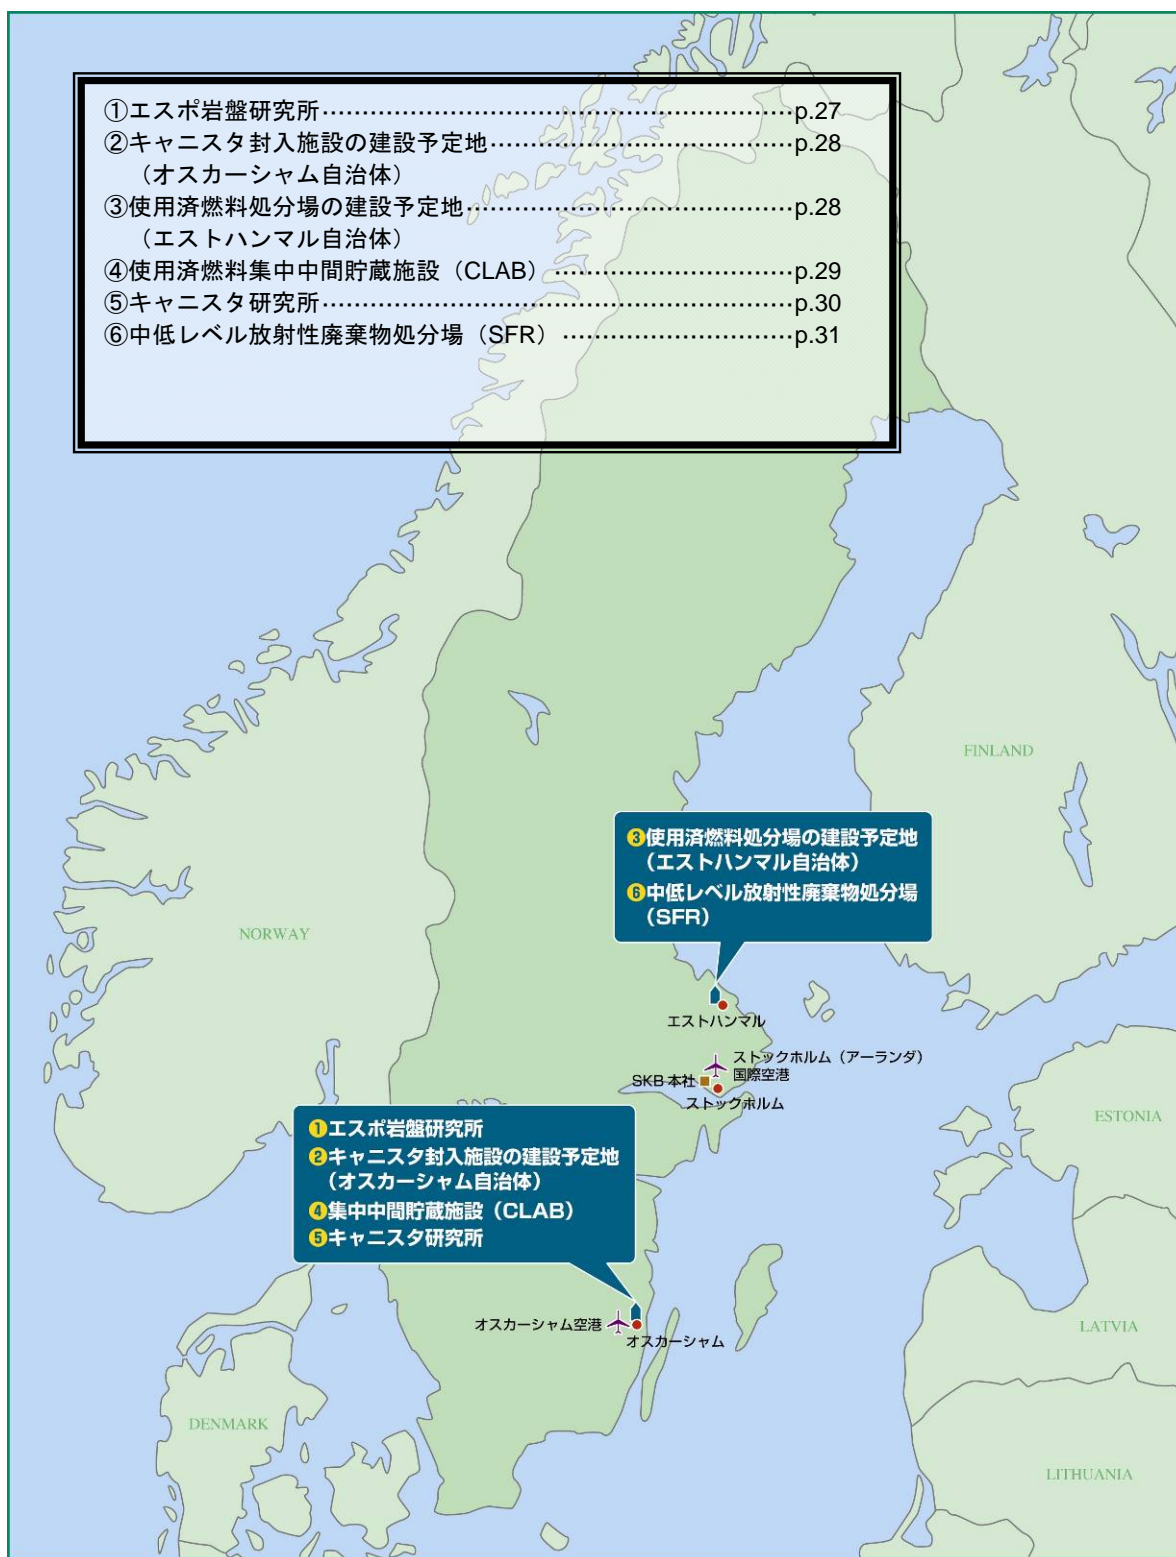 ①エスポ岩盤研究所…………………………………………………p.27
②キャニスタ封入施設の建設予定地…………………………………p.28
（オスカーシャム自治体）
③使用済燃料処分場の建設予定地……………………………………p.28
（エストハンマル自治体）
④使用済燃料集中中間貯蔵施設（CLAB）…………………………p.29
⑤キャニスタ研究所……………………………………………………p.30
⑥中低レベル放射性廃棄物処分場（SFR）…………………………p.31
FINLAND
❸使用済燃料処分場の建設予定地
（エストハンマル自治体）
❻中低レベル放射性廃棄物処分場
（SFR）
NORWAY
エストハンマル
ストックホルム（アーランダ）
国際空港
SKB 本社
ストックホルム
ESTONIA
❶エスポ岩盤研究所
❷キャニスタ封入施設の建設予定地
（オスカーシャム自治体）
❹集中中間貯蔵施設（CLAB）
❺キャニスタ研究所
オスカーシャム空港
オスカーシャム
LATVIA
DENMARK
LITHUANIA